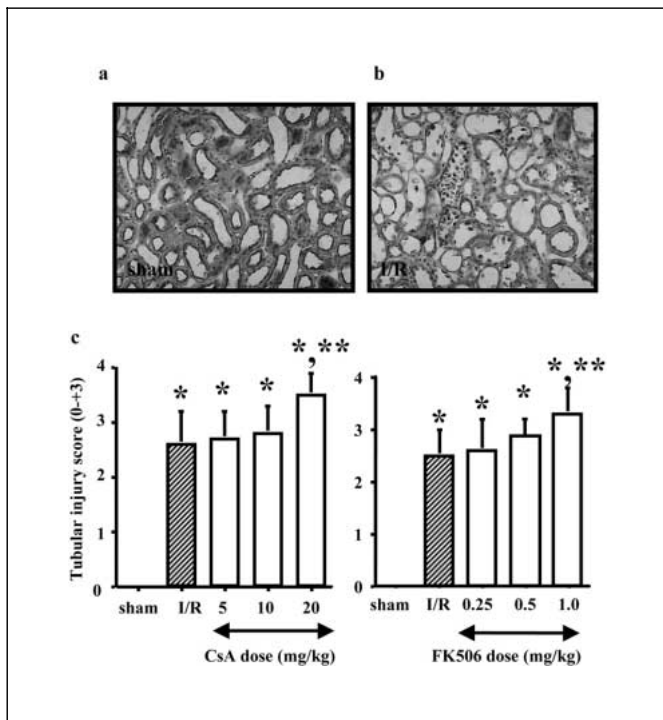 a
b
sham
I/R
c
Tubular injury score (0-+3)
4
3
2
1
0
*
*
*
*,**
sham I/R 5 10 20
CsA dose (mg/kg)
4
3
2
1
0
*
*
*
*,**
sham I/R 0.25 0.5 1.0
FK506 dose (mg/kg)